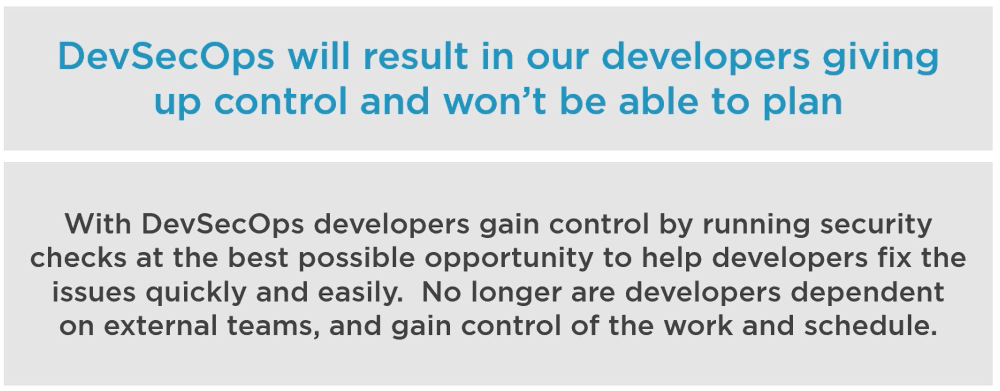 DevSecOps will result in our developers giving
up control and won’t be able to plan
With DevSecOps developers gain control by running security
checks at the best possible opportunity to help developers fix the
issues quickly and easily.  No longer are developers dependent
on external teams, and gain control of the work and schedule.